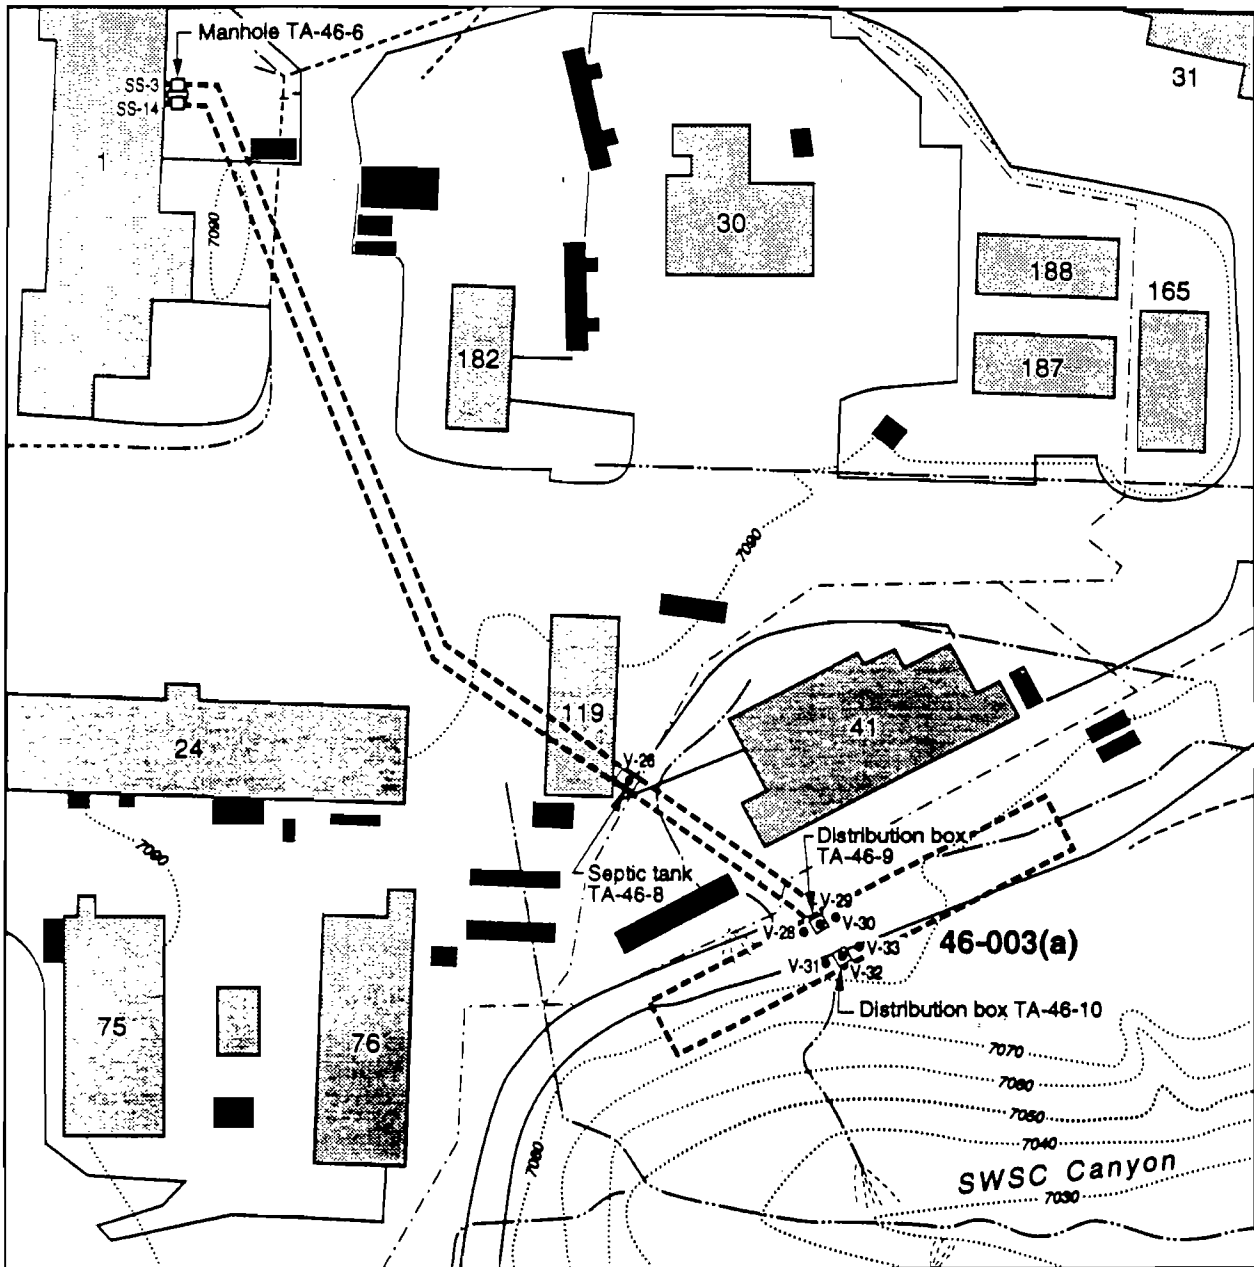 Manhole TA-46-6
31
SS-3
SS-14
1
30
7090
188
165
182
187
7090
119
41
24
V-26
Distribution box
TA-46-9
7090
Septic tank
TA-46-8
V-29
V-28
V-30
V-33
46-003(a)
V-31
V-32
Distribution box TA-46-10
75
76
7070
7060
7050
7040
7080
SWSC Canyon
7030